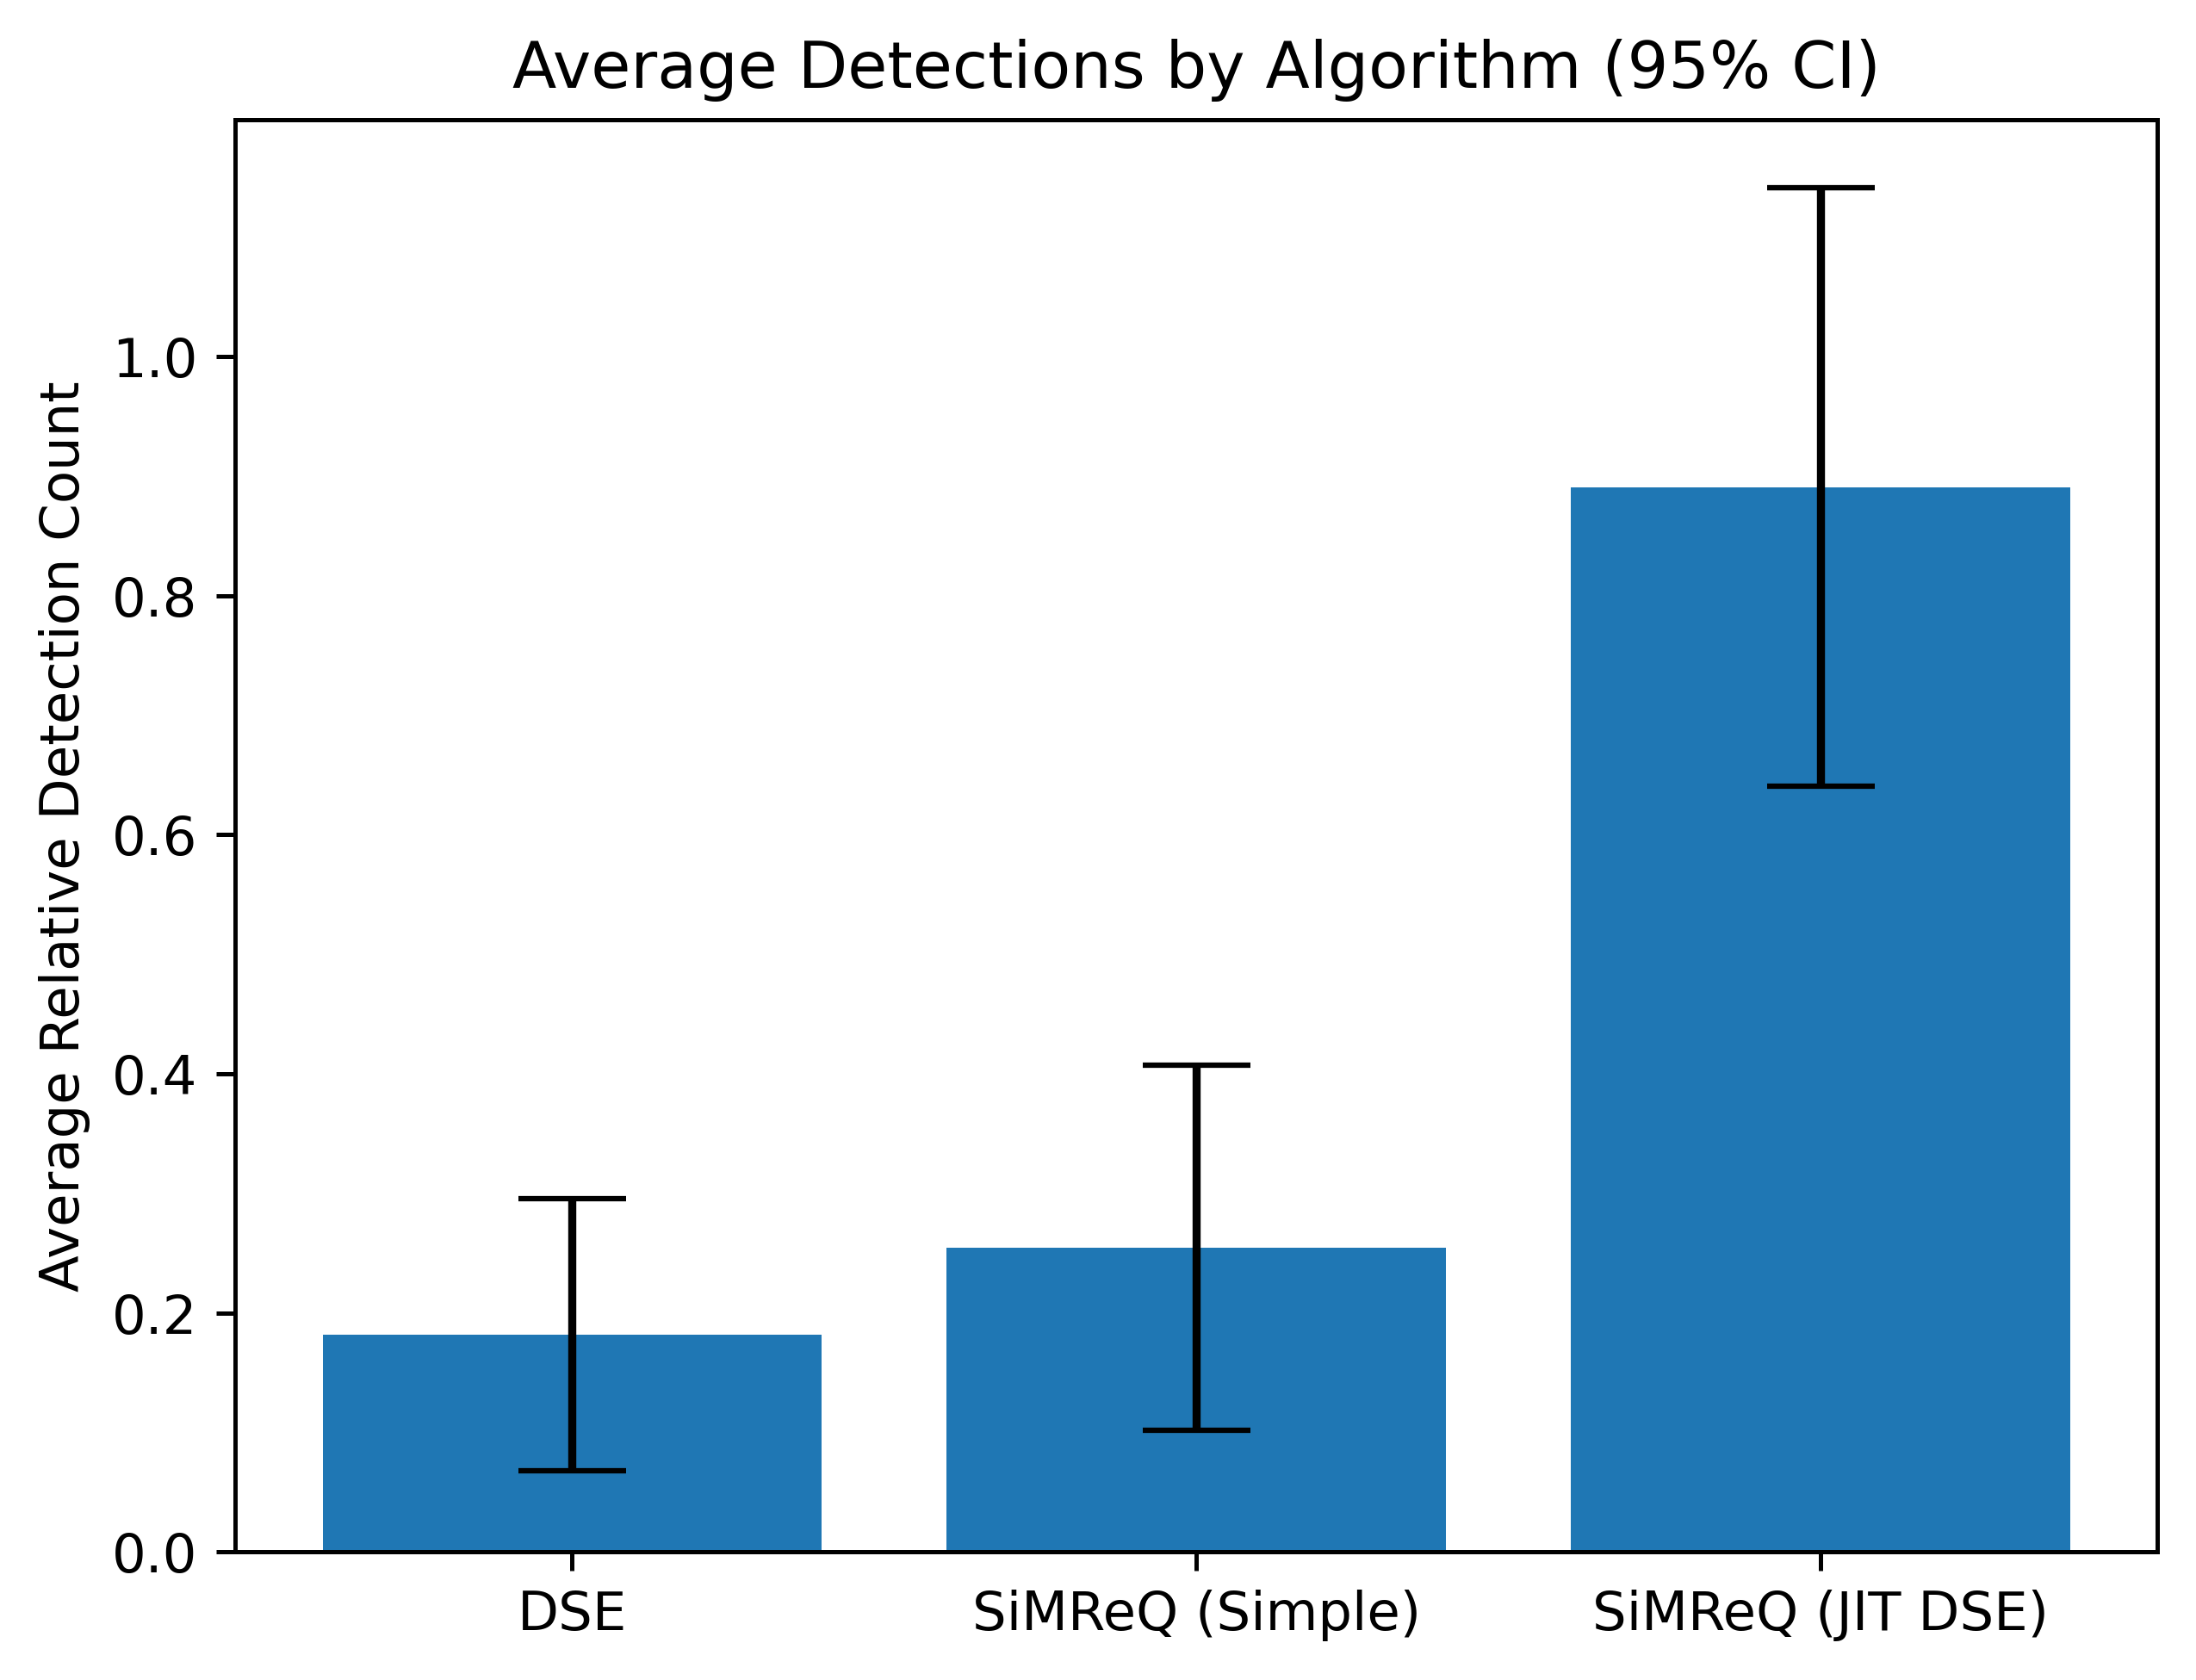 Average Detections by Algorithm (95% CI)
Average Relative Detection Count
1.0
0.8
0.6
0.4
0.2
0.0
DSE
SiMReQ (Simple)
SiMReQ (JIT DSE)